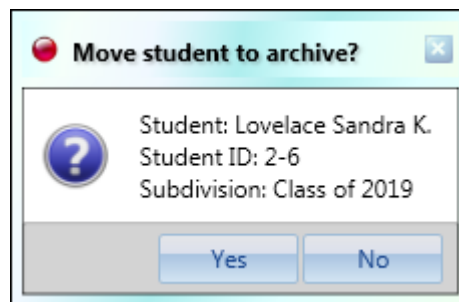 Move student to archive?
Student: Lovelace Sandra K.
Student ID: 2-6
Subdivision: Class of 2019
Yes No